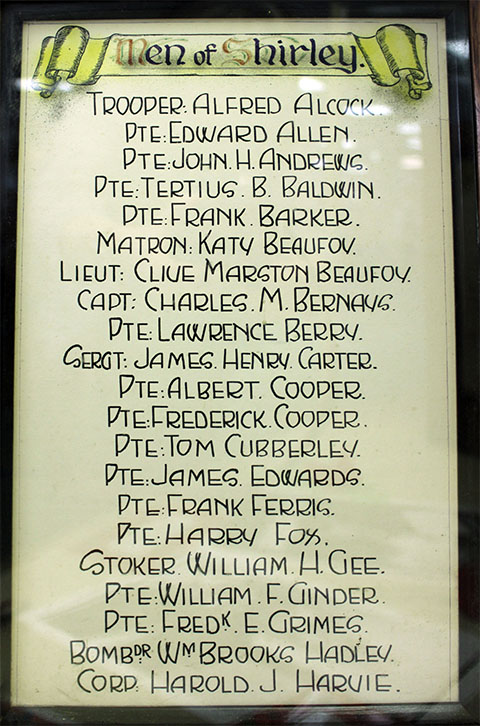 Men of Shirley.
TROOPER: ALFRED ALCOCK.
PTE: EDWARD ALLEN.
PTE: JOHN. H. ANDREWS.
PTE: TERTIUS. B. BALDWIN.
PTE: FRANK. BARKER.
MATRON: KATY BEAUFOY.
LIEUT: CLIVE MARSTON BEAUFOY.
CAPT: CHARLES. M. BERNAYS.
PTE: LAWRENCE BERRY.
SERGT: JAMES. HENRY. CARTER.
PTE: ALBERT. COOPER.
PTE: FREDERICK. COOPER.
PTE: TOM CUBBERLEY.
PTE: JAMES. EDWARDS.
PTE: FRANK FERRIS.
PTE: HARRY FOX.
STOKER. WILLIAM. H. GEE.
PTE: WILLIAM. F. GINDER.
PTE: FREDK. E. GRIMES.
BOMBDR WM BROOKS HADLEY.
CORP: HAROLD. J. HARVIE.